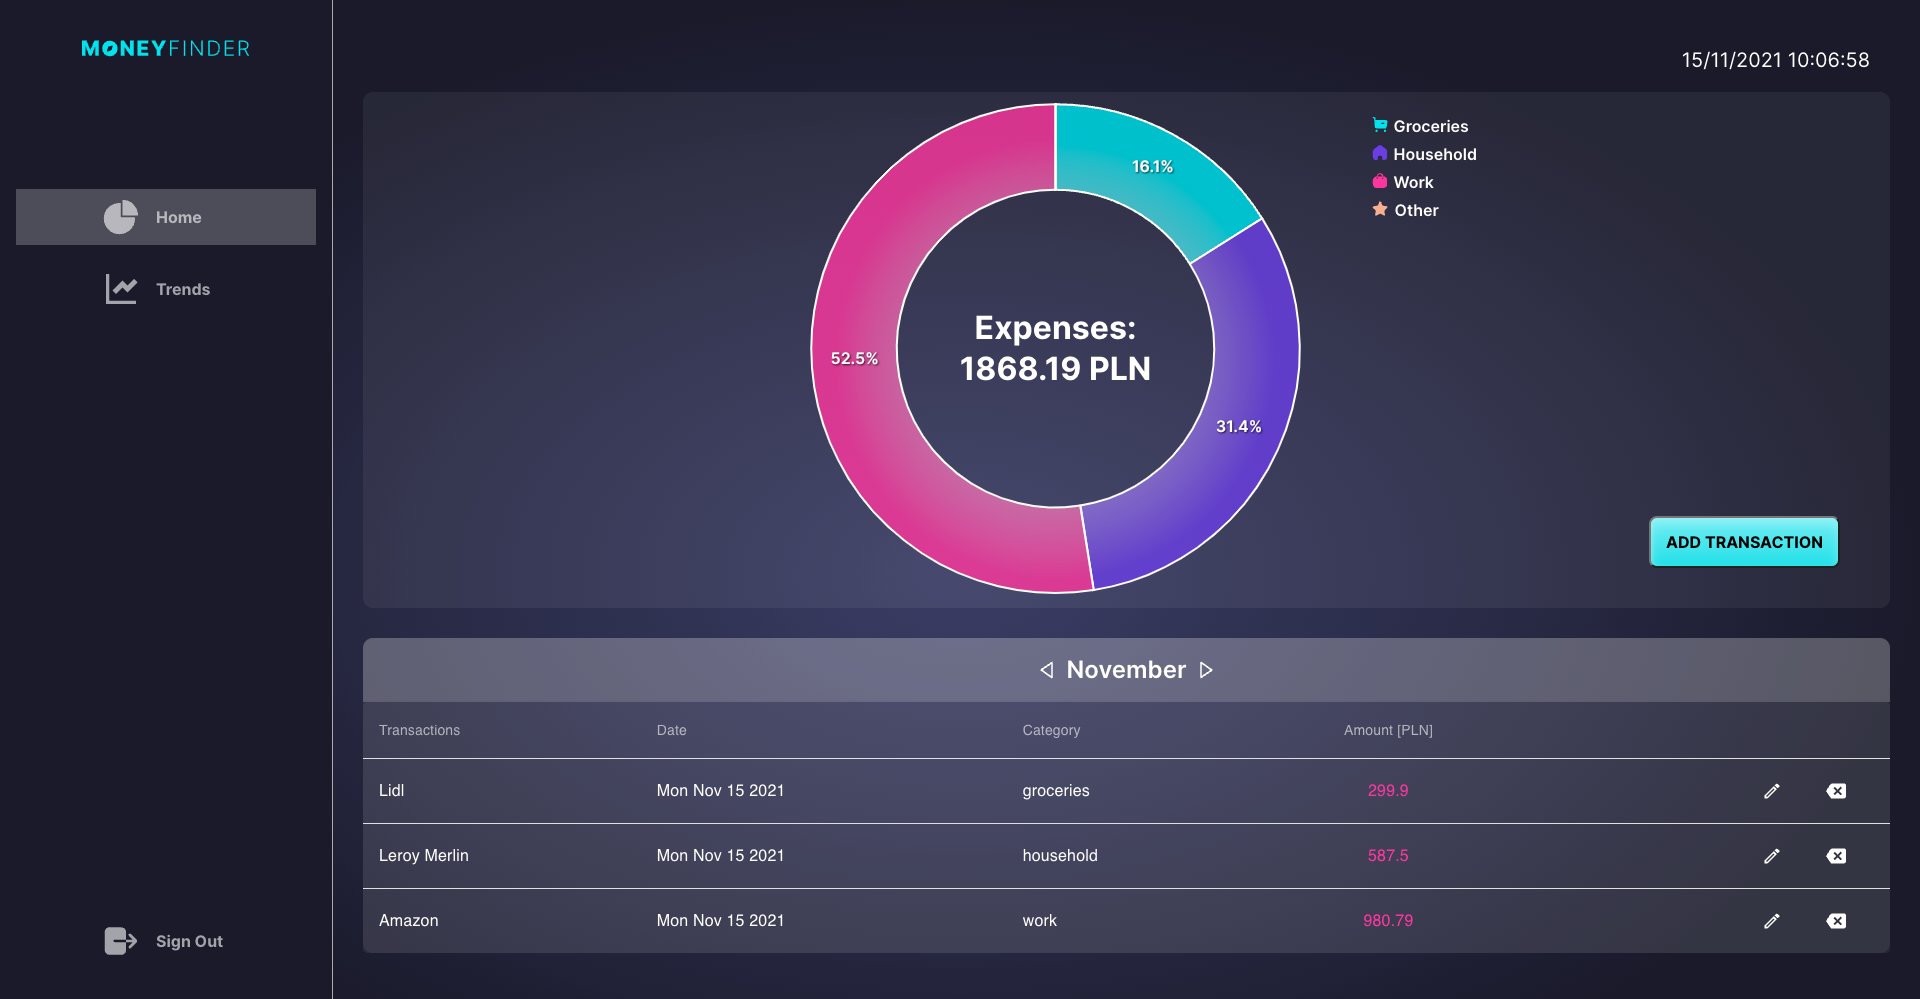 MONEYFINDER
15/11/2021 10:06:58
Home
Trends
Sign Out
Groceries
Household
Work
Other
16.1%
52.5%
31.4%
Expenses:
1868.19 PLN
ADD TRANSACTION
November
Transactions Date Category Amount [PLN]
Lidl Mon Nov 15 2021 groceries 299.9
Leroy Merlin Mon Nov 15 2021 household 587.5
Amazon Mon Nov 15 2021 work 980.79